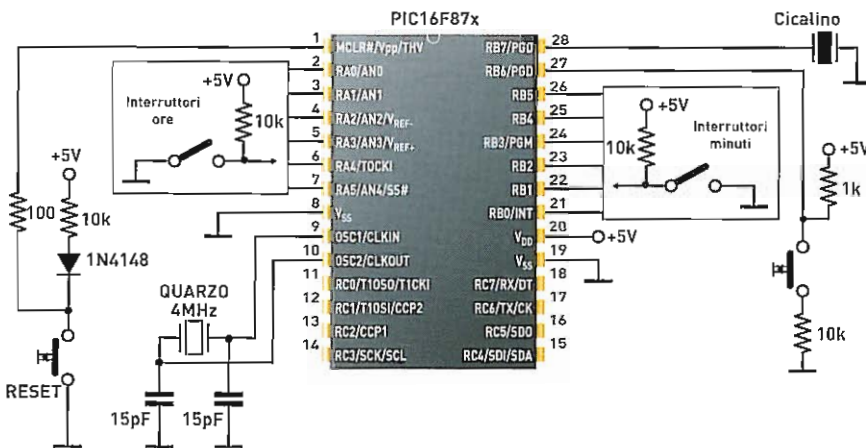 PIC16F87x
Cicalino
1 MCLR#/Vpp/THV
2 RA0/AN0
3 RA1/AN1
4 RA2/AN2/VREF-
5 RA3/AN3/VREF+
6 RA4/TOCKI
7 RA5/AN4/S5#
8 VSS
9 OSC1/CLKIN
10 OSC2/CLKOUT
11 RC0/T1OSO/T1CKI
12 RC1/T1OSI/CCP2
13 RC2/CCP1
14 RC3/SCK/SCL
RB7/PGD 28
RB6/PGD 27
RB5 26
RB4 25
RB3/PGM 24
RB2 23
RB1 22
RB0/INT 21
VDD 20
VSS 19
RC7/RX/DT 18
RC6/TX/CK 17
RC5/SDO 16
RC4/SDI/SDA 15
+5V
Interruttori
ore
10k
+5V
100
10k
1N4148
RESET
QUARZO
4MHz
15pF
15pF
+5V
10k
Interruttori
minuti
+5V
+5V
1k
10k